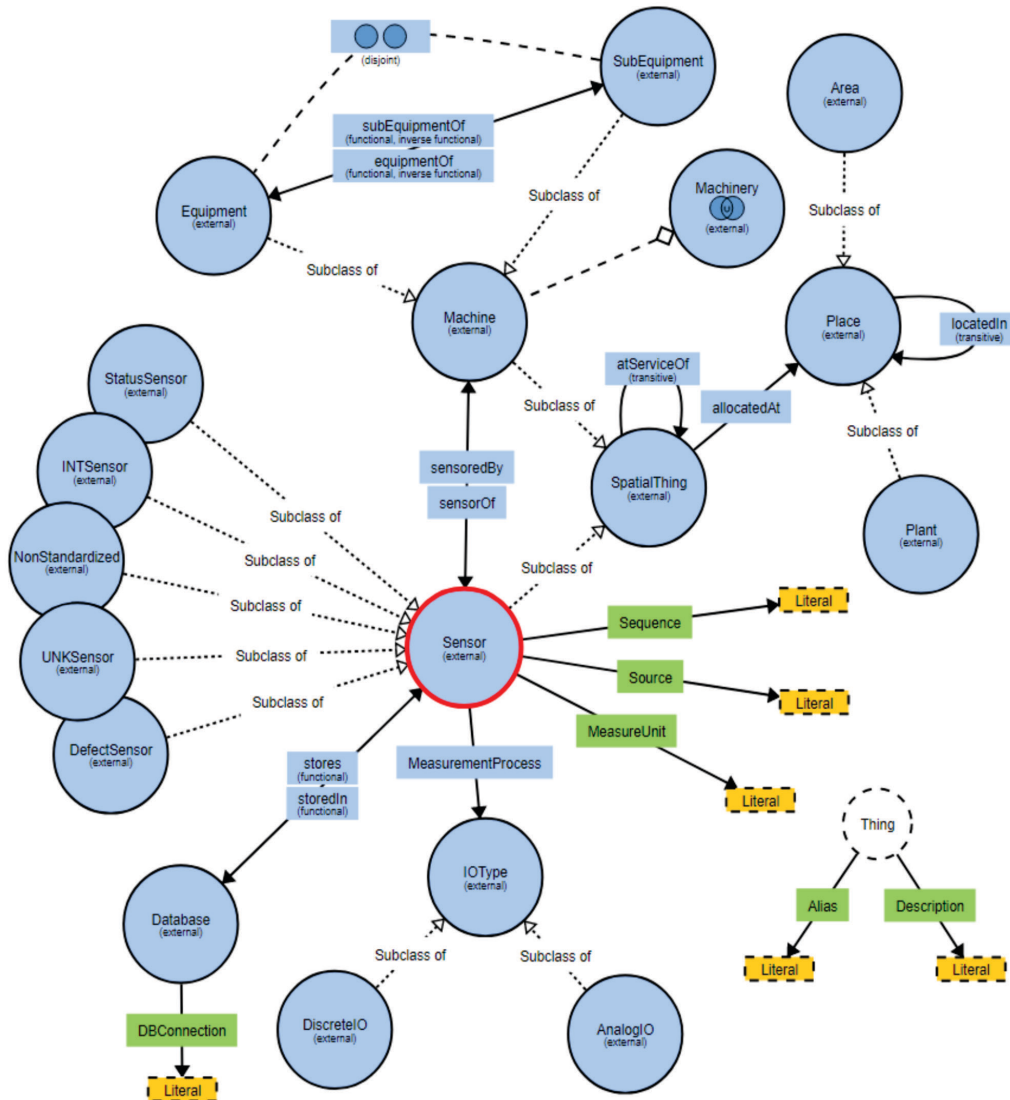 (disjoint)
SubEquipment
(external)
Area
(external)
subEquipmentOf
(functional, inverse functional)
equipmentOf
(functional, inverse functional)
Equipment
(external)
Subclass of
Machinery
∪
(external)
Subclass of
Subclass of
Machine
(external)
Place
(external)
locatedIn
(transitive)
StatusSensor
(external)
atServiceOf
(transitive)
Subclass of
allocatedAt
Subclass of
INTSensor
(external)
sensoredBy
sensorOf
SpatialThing
(external)
Plant
(external)
Subclass of
NonStandardized
(external)
Subclass of
Subclass of
Subclass of
Literal
Sequence
Sensor
(external)
UNKSensor
(external)
Subclass of
Source
Literal
Subclass of
MeasureUnit
DefectSensor
(external)
stores
(functional)
storedIn
(functional)
MeasurementProcess
Literal
Thing
IOType
(external)
Alias
Description
Database
(external)
Subclass of
Subclass of
Literal
Literal
DBConnection
DiscreteIO
(external)
AnalogIO
(external)
Literal